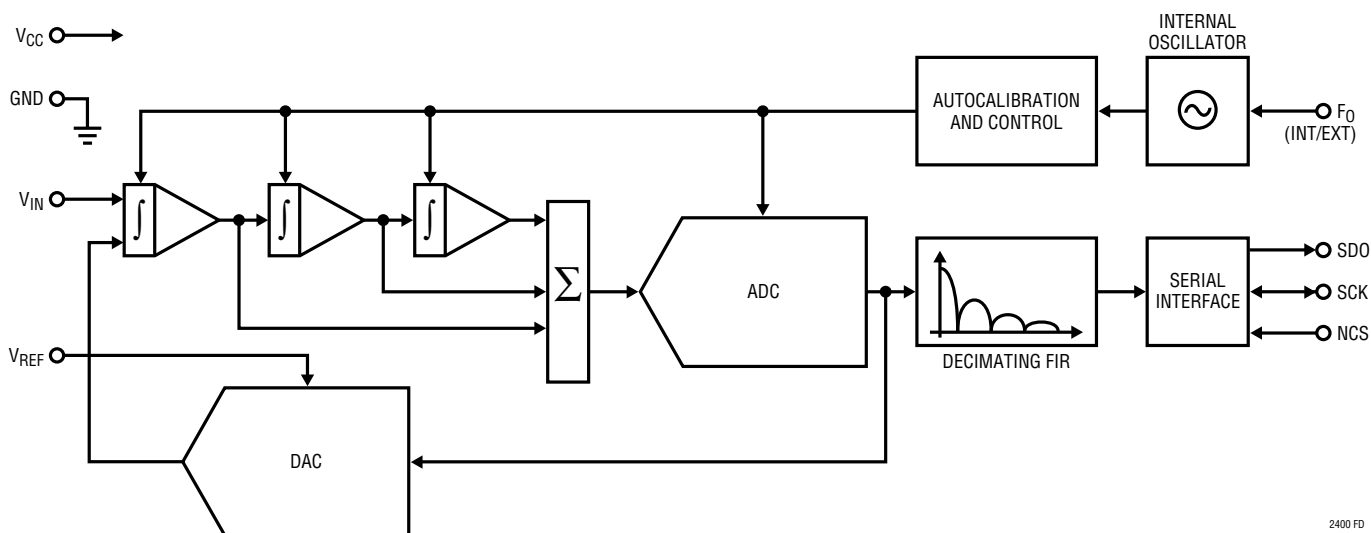 INTERNAL
OSCILLATOR
VCC
GND
AUTOCALIBRATION
AND CONTROL
FO
(INT/EXT)
VIN
∫
∫
∫
Σ
ADC
SERIAL
INTERFACE
SDO
SCK
NCS
VREF
DECIMATING FIR
DAC
2400 FD